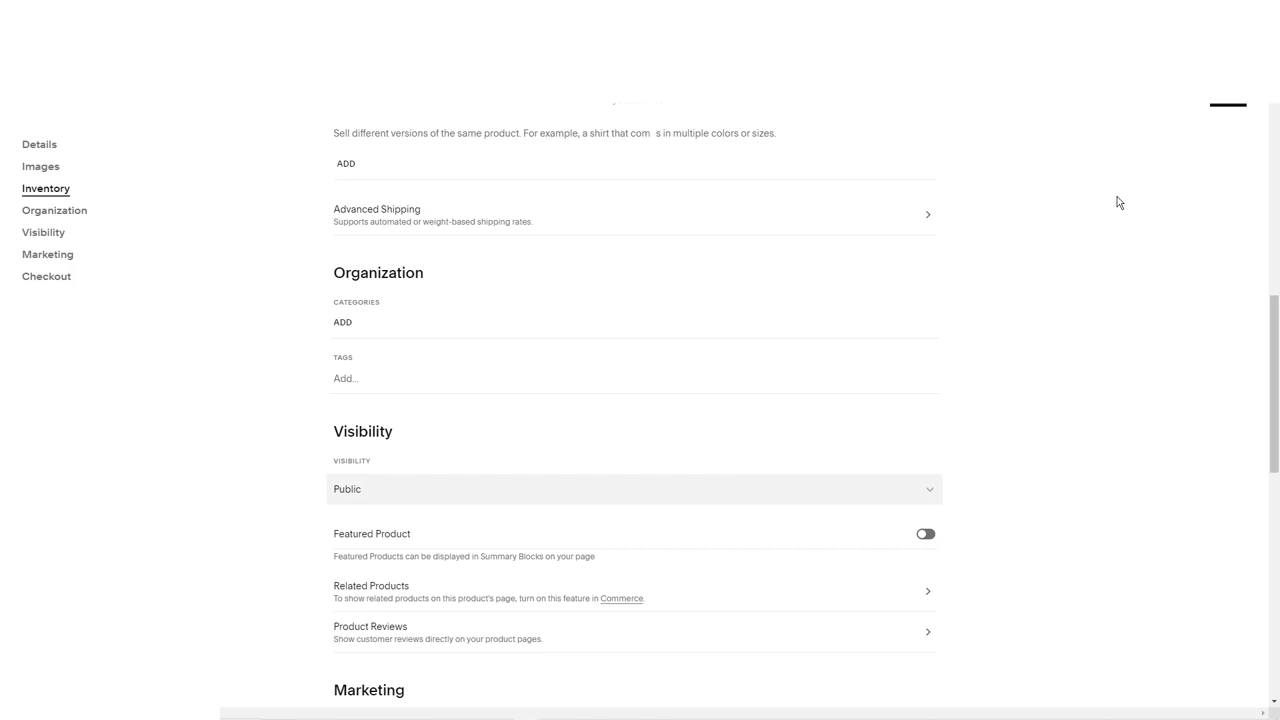 Details
Images
Inventory
Organization
Visibility
Marketing
Checkout
Sell different versions of the same product. For example, a shirt that com s in multiple colors or sizes.
ADD
Advanced Shipping
Supports automated or weight-based shipping rates.
Organization
CATEGORIES
ADD
TAGS
Add...
Visibility
VISIBILITY
Public
Featured Product
Featured Products can be displayed in Summary Blocks on your page
Related Products
To show related products on this product's page, turn on this feature in Commerce.
Product Reviews
Show customer reviews directly on your product pages.
Marketing